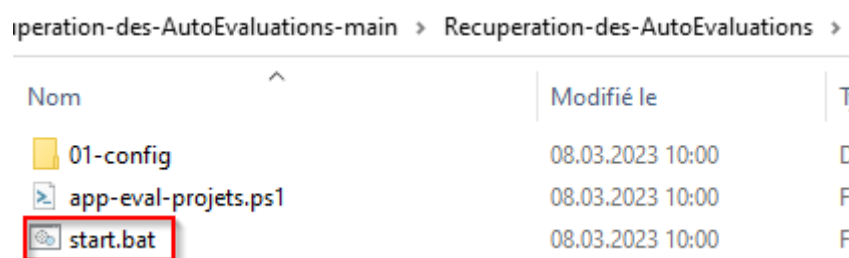 peration-des-AutoEvaluations-main > Recuperation-des-AutoEvaluations >
Nom Modifié le
01-config 08.03.2023 10:00
app-eval-projets.ps1 08.03.2023 10:00
start.bat 08.03.2023 10:00